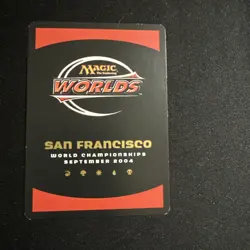 MAGIC
The Gathering
WORLDS
SAN FRANCISCO
WORLD CHAMPIONSHIPS
SEPTEMBER 2004